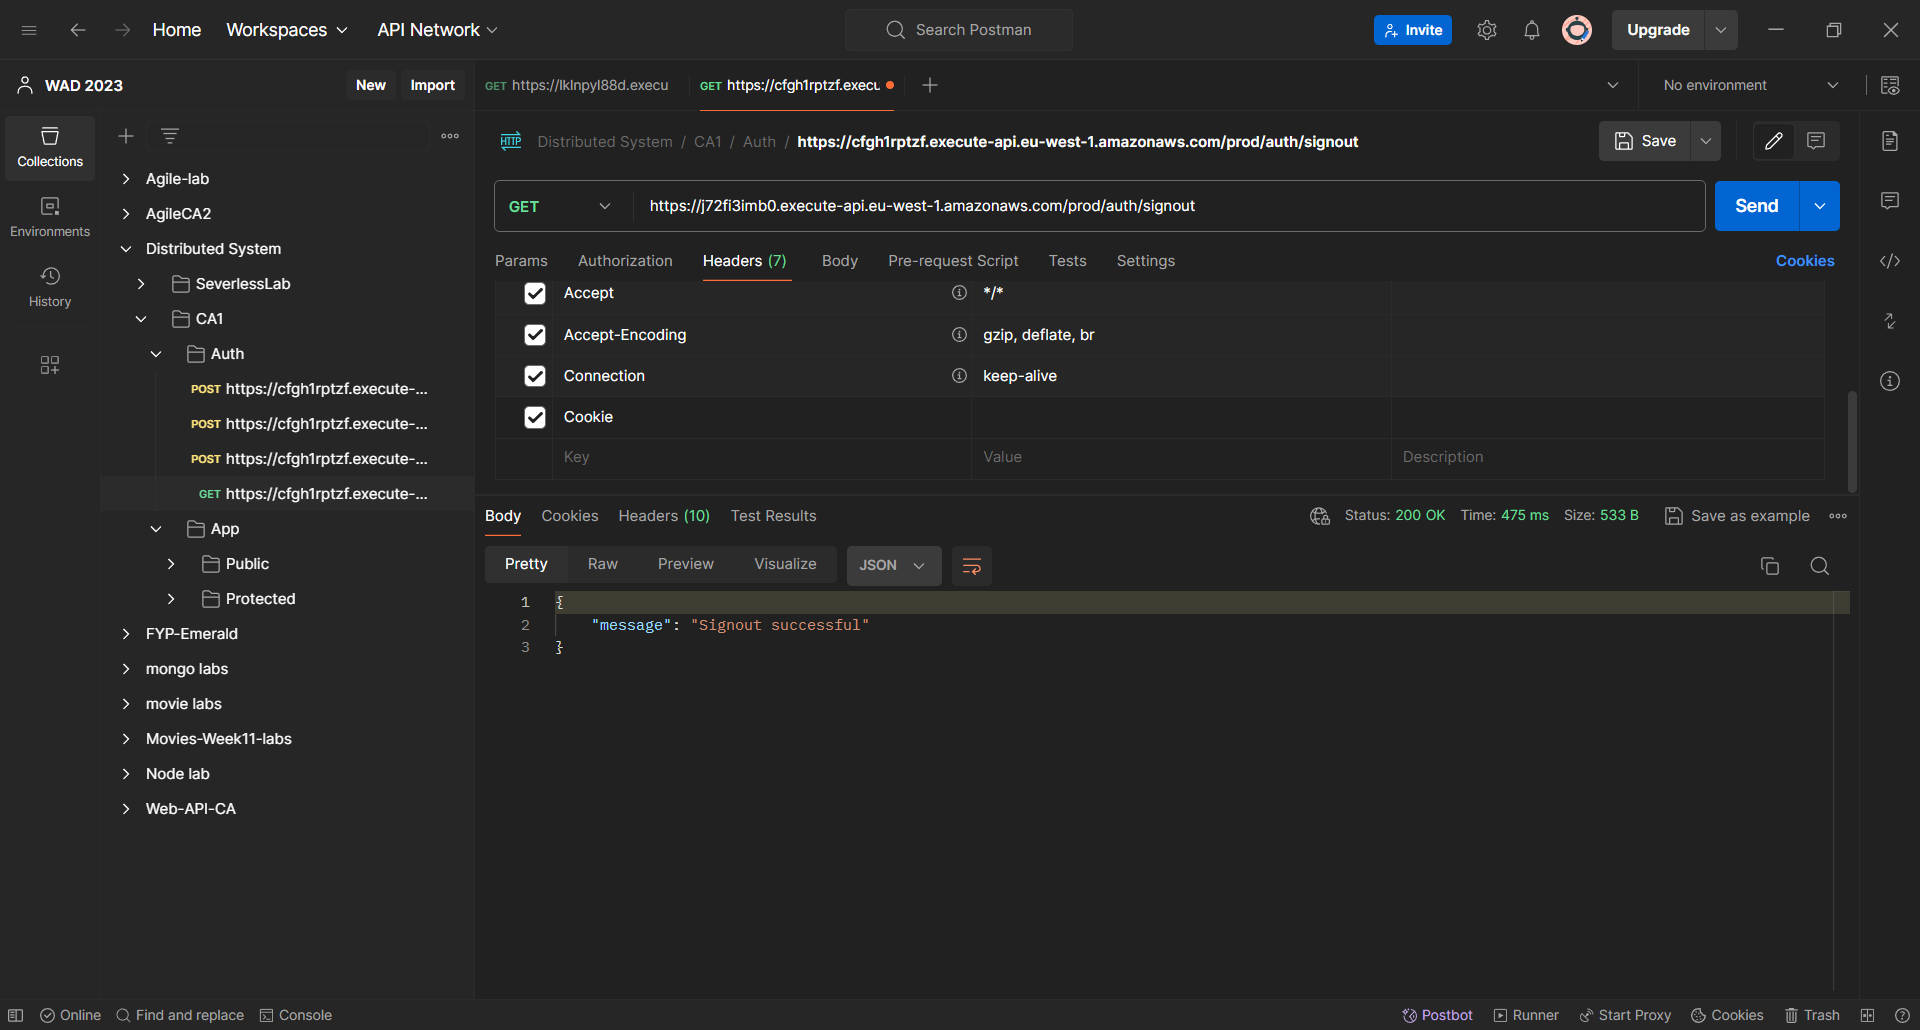 Home Workspaces API Network Search Postman Invite Upgrade
WAD 2023 New Import GET https://lklnpyl88d.execu GET https://cfgh1rptzf.execu No environment
Collections
Environments
History
Agile-lab
AgileCA2
Distributed System
SeverlessLab
CA1
Auth
POST https://cfgh1rptzf.execute-...
POST https://cfgh1rptzf.execute-...
POST https://cfgh1rptzf.execute-...
GET https://cfgh1rptzf.execute-...
App
Public
Protected
FYP-Emerald
mongo labs
movie labs
Movies-Week11-labs
Node lab
Web-API-CA
HTTP Distributed System / CA1 / Auth / https://cfgh1rptzf.execute-api.eu-west-1.amazonaws.com/prod/auth/signout Save
GET https://j72fi3imb0.execute-api.eu-west-1.amazonaws.com/prod/auth/signout Send
Params Authorization Headers (7) Body Pre-request Script Tests Settings Cookies
Accept */*
Accept-Encoding gzip, deflate, br
Connection keep-alive
Cookie
Key Value Description
Body Cookies Headers (10) Test Results Status: 200 OK Time: 475 ms Size: 533 B Save as example
Pretty Raw Preview Visualize JSON
1 {
2 "message": "Signout successful"
3 }
Online Find and replace Console Postbot Runner Start Proxy Cookies Trash